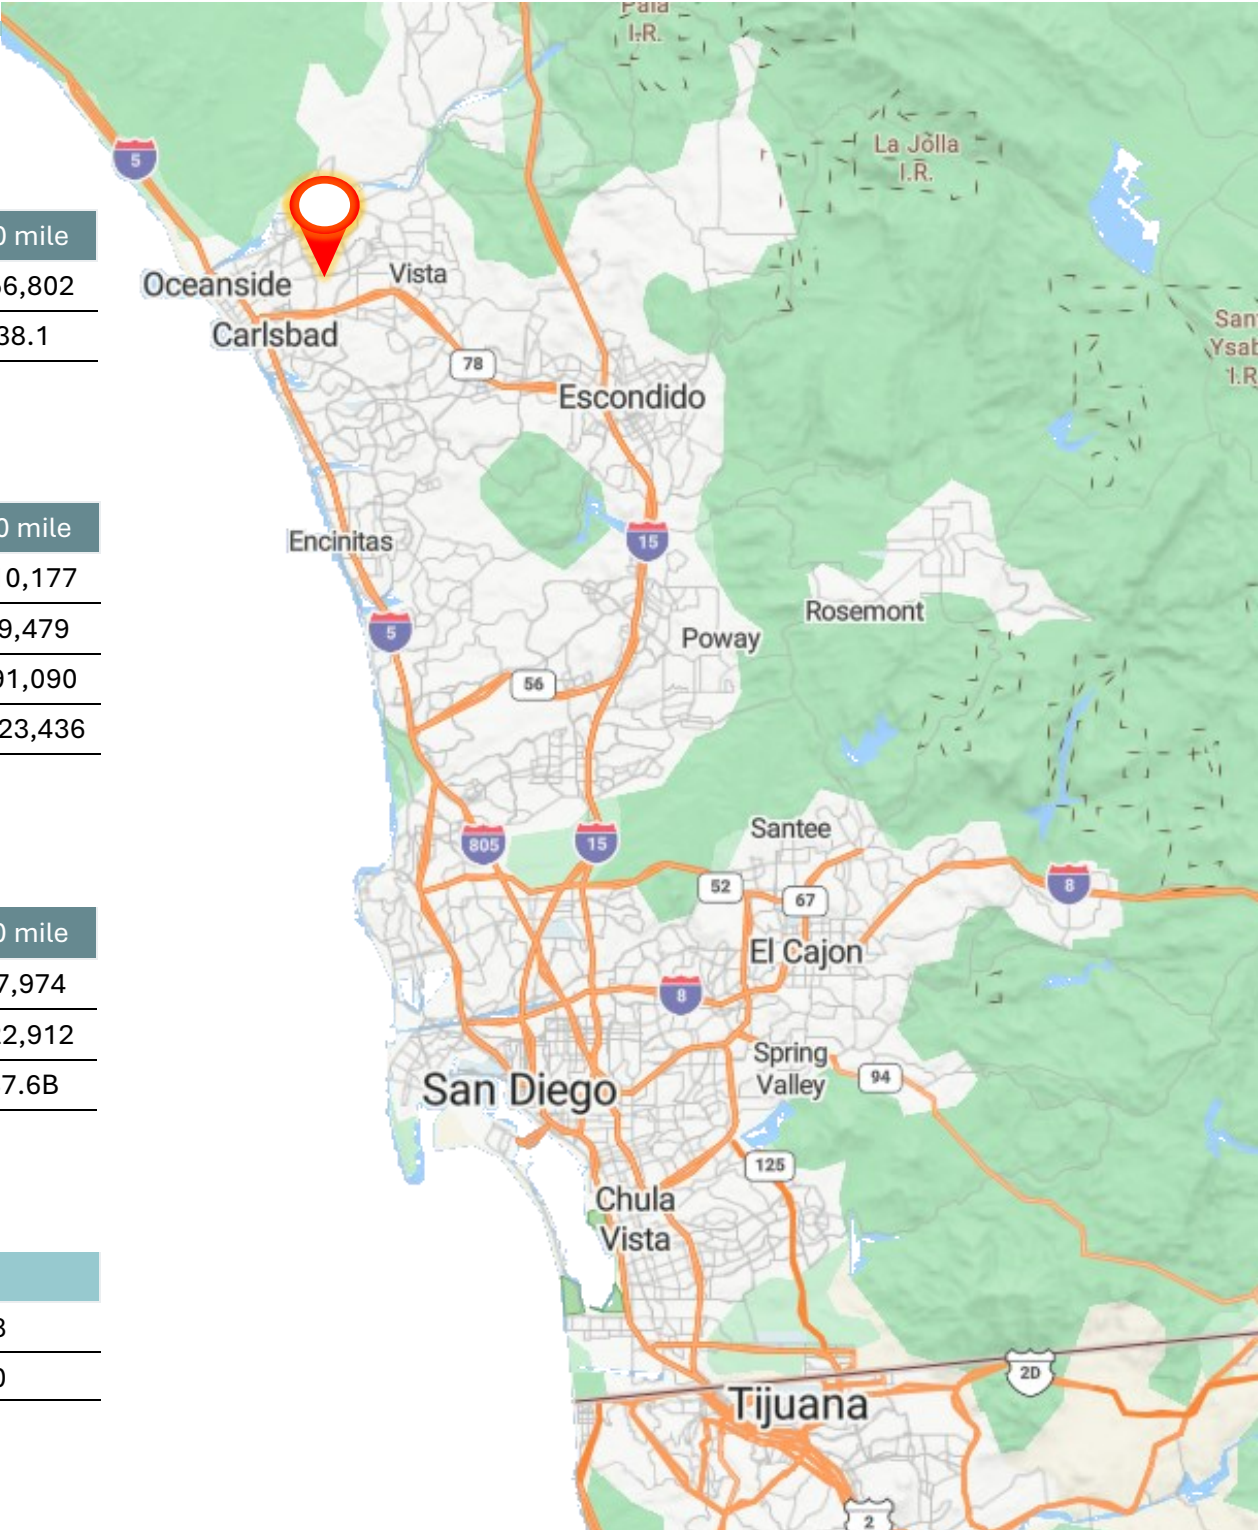 Pala
I.R.
La Jolla
I.R.
5
0 mile
6,802
38.1
Oceanside
Vista
Carlsbad
78
Escondido
San
Ysab
I.R
0 mile
0,177
9,479
91,090
23,436
Encinitas
15
5
Rosemont
Poway
56
Santee
805
15
52
67
8
El Cajon
0 mile
7,974
2,912
7.6B
8
Spring
Valley
94
San Diego
125
Chula
Vista
2D
Tijuana
2